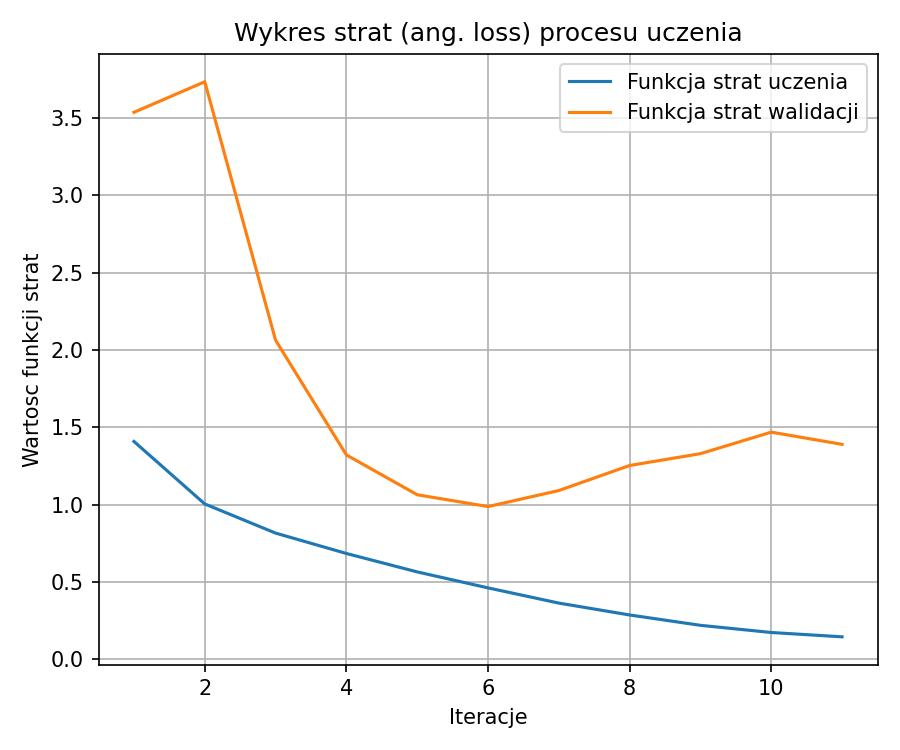 Wykres strat (ang. loss) procesu uczenia
Funkcja strat uczenia
Funkcja strat walidacji
3.5
3.0
2.5
2.0
1.5
1.0
0.5
0.0
Wartosc funkcji strat
2 4 6 8 10
Iteracje